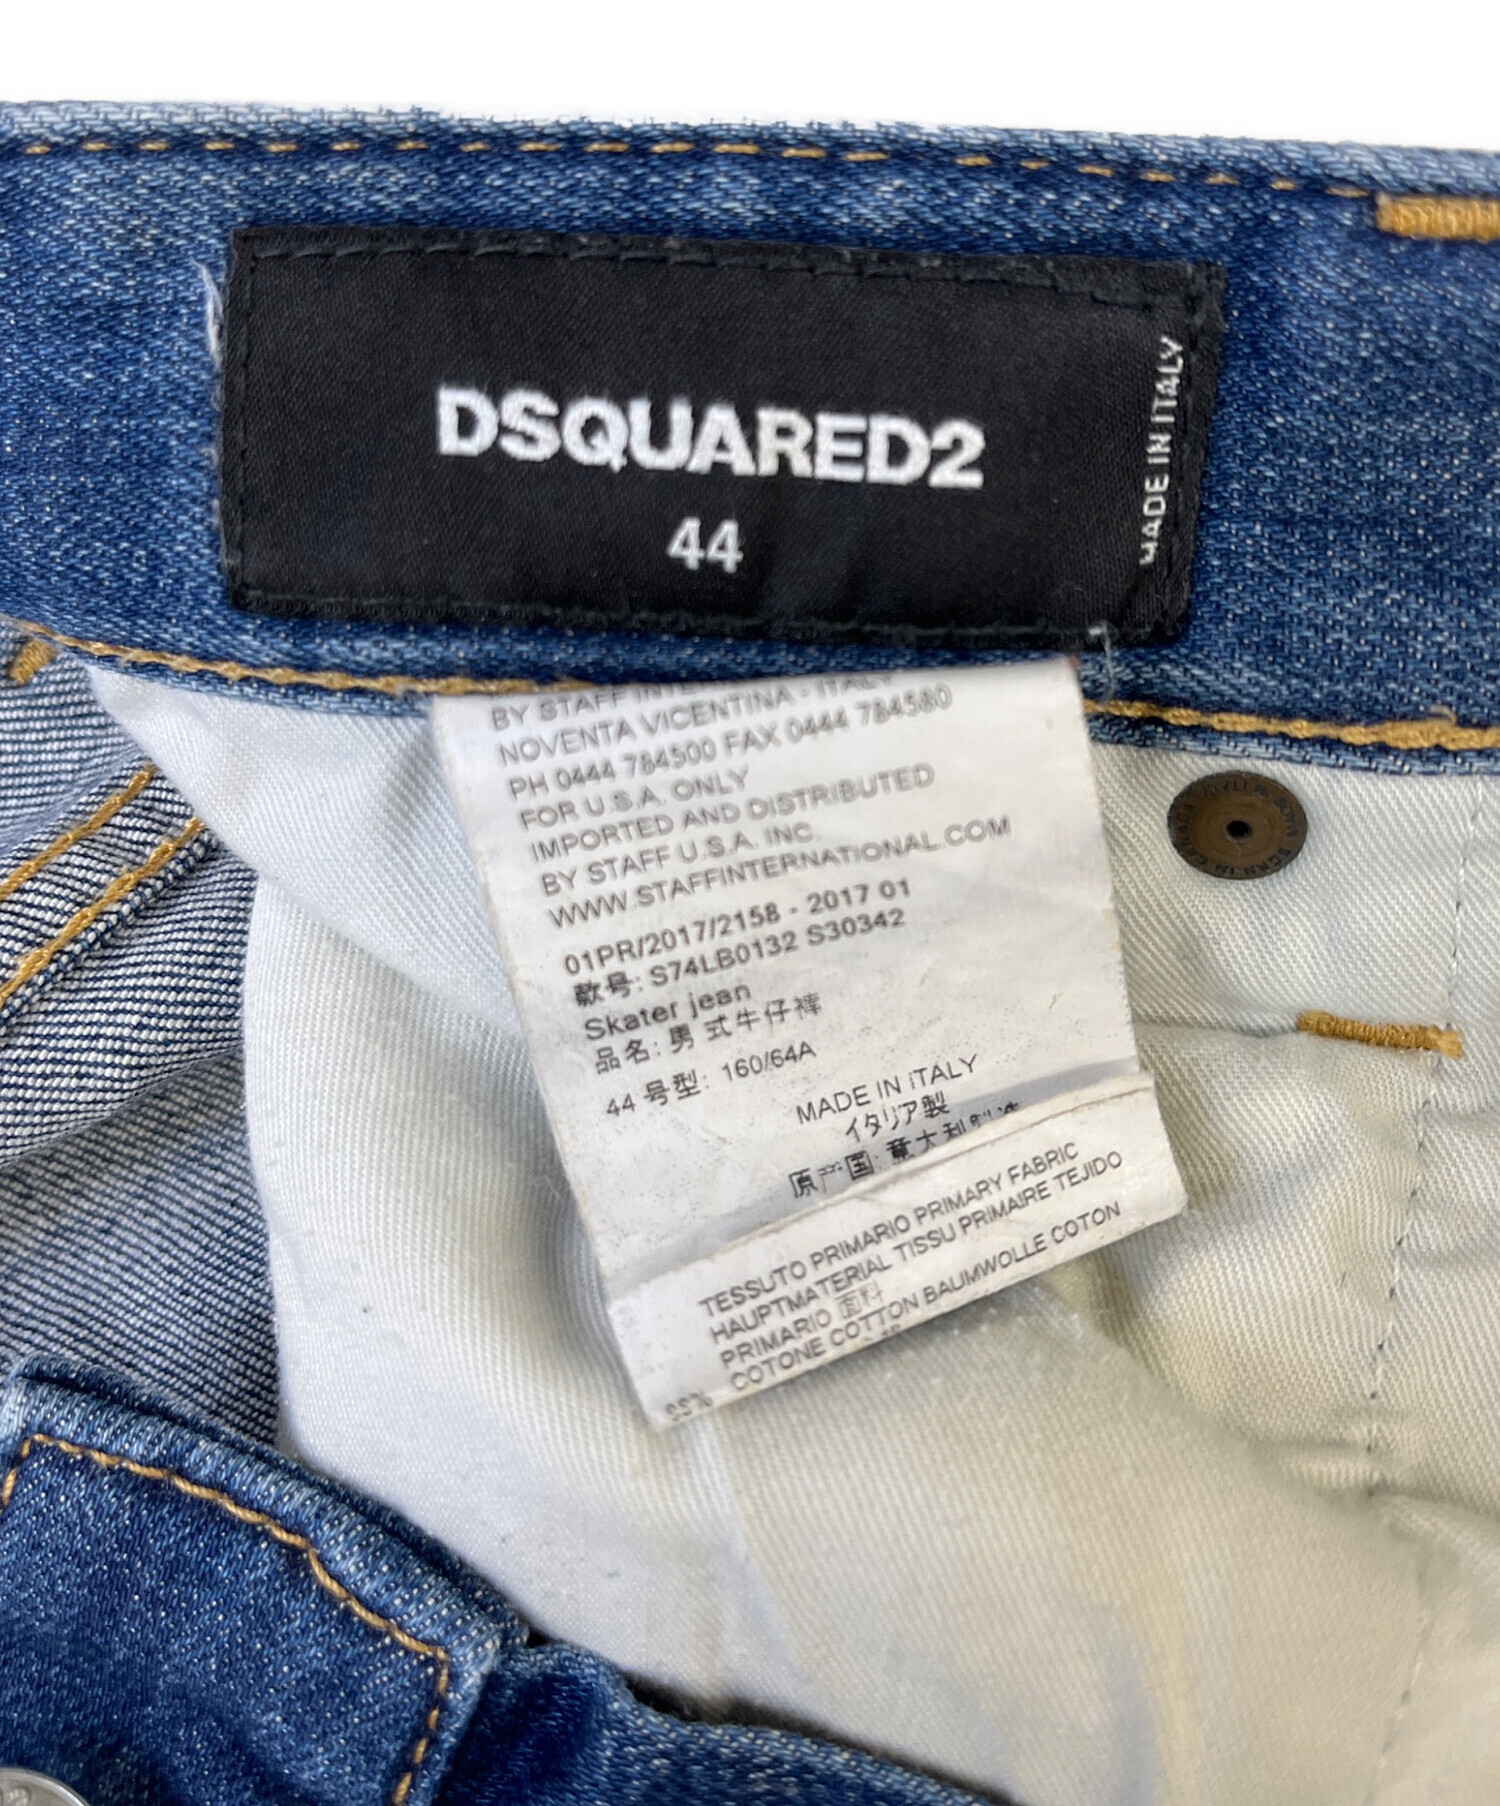 DSQUARED2
44
MADE IN ITALY
BY STAFF
NOVENTA VICENTINA - ITALY
PH 0444 784500 FAX 0444 784580
FOR U.S.A. ONLY
IMPORTED AND DISTRIBUTED
BY STAFF U.S.A. INC.
WWW.STAFFINTERNATIONAL.COM
01PR/2017/2158 - 2017 01
款号: S74LB0132 S30342
Skater jean
品名: 男式牛仔裤
44 号型: 160/64A
MADE IN ITALY
イタリア製
原产国: 意大利制造
TESSUTO PRIMARIO PRIMARY FABRIC
HAUPTMATERIAL TISSU PRIMAIRE TEJIDO
PRIMARIO 面料
COTONE COTTON BAUMWOLLE COTON